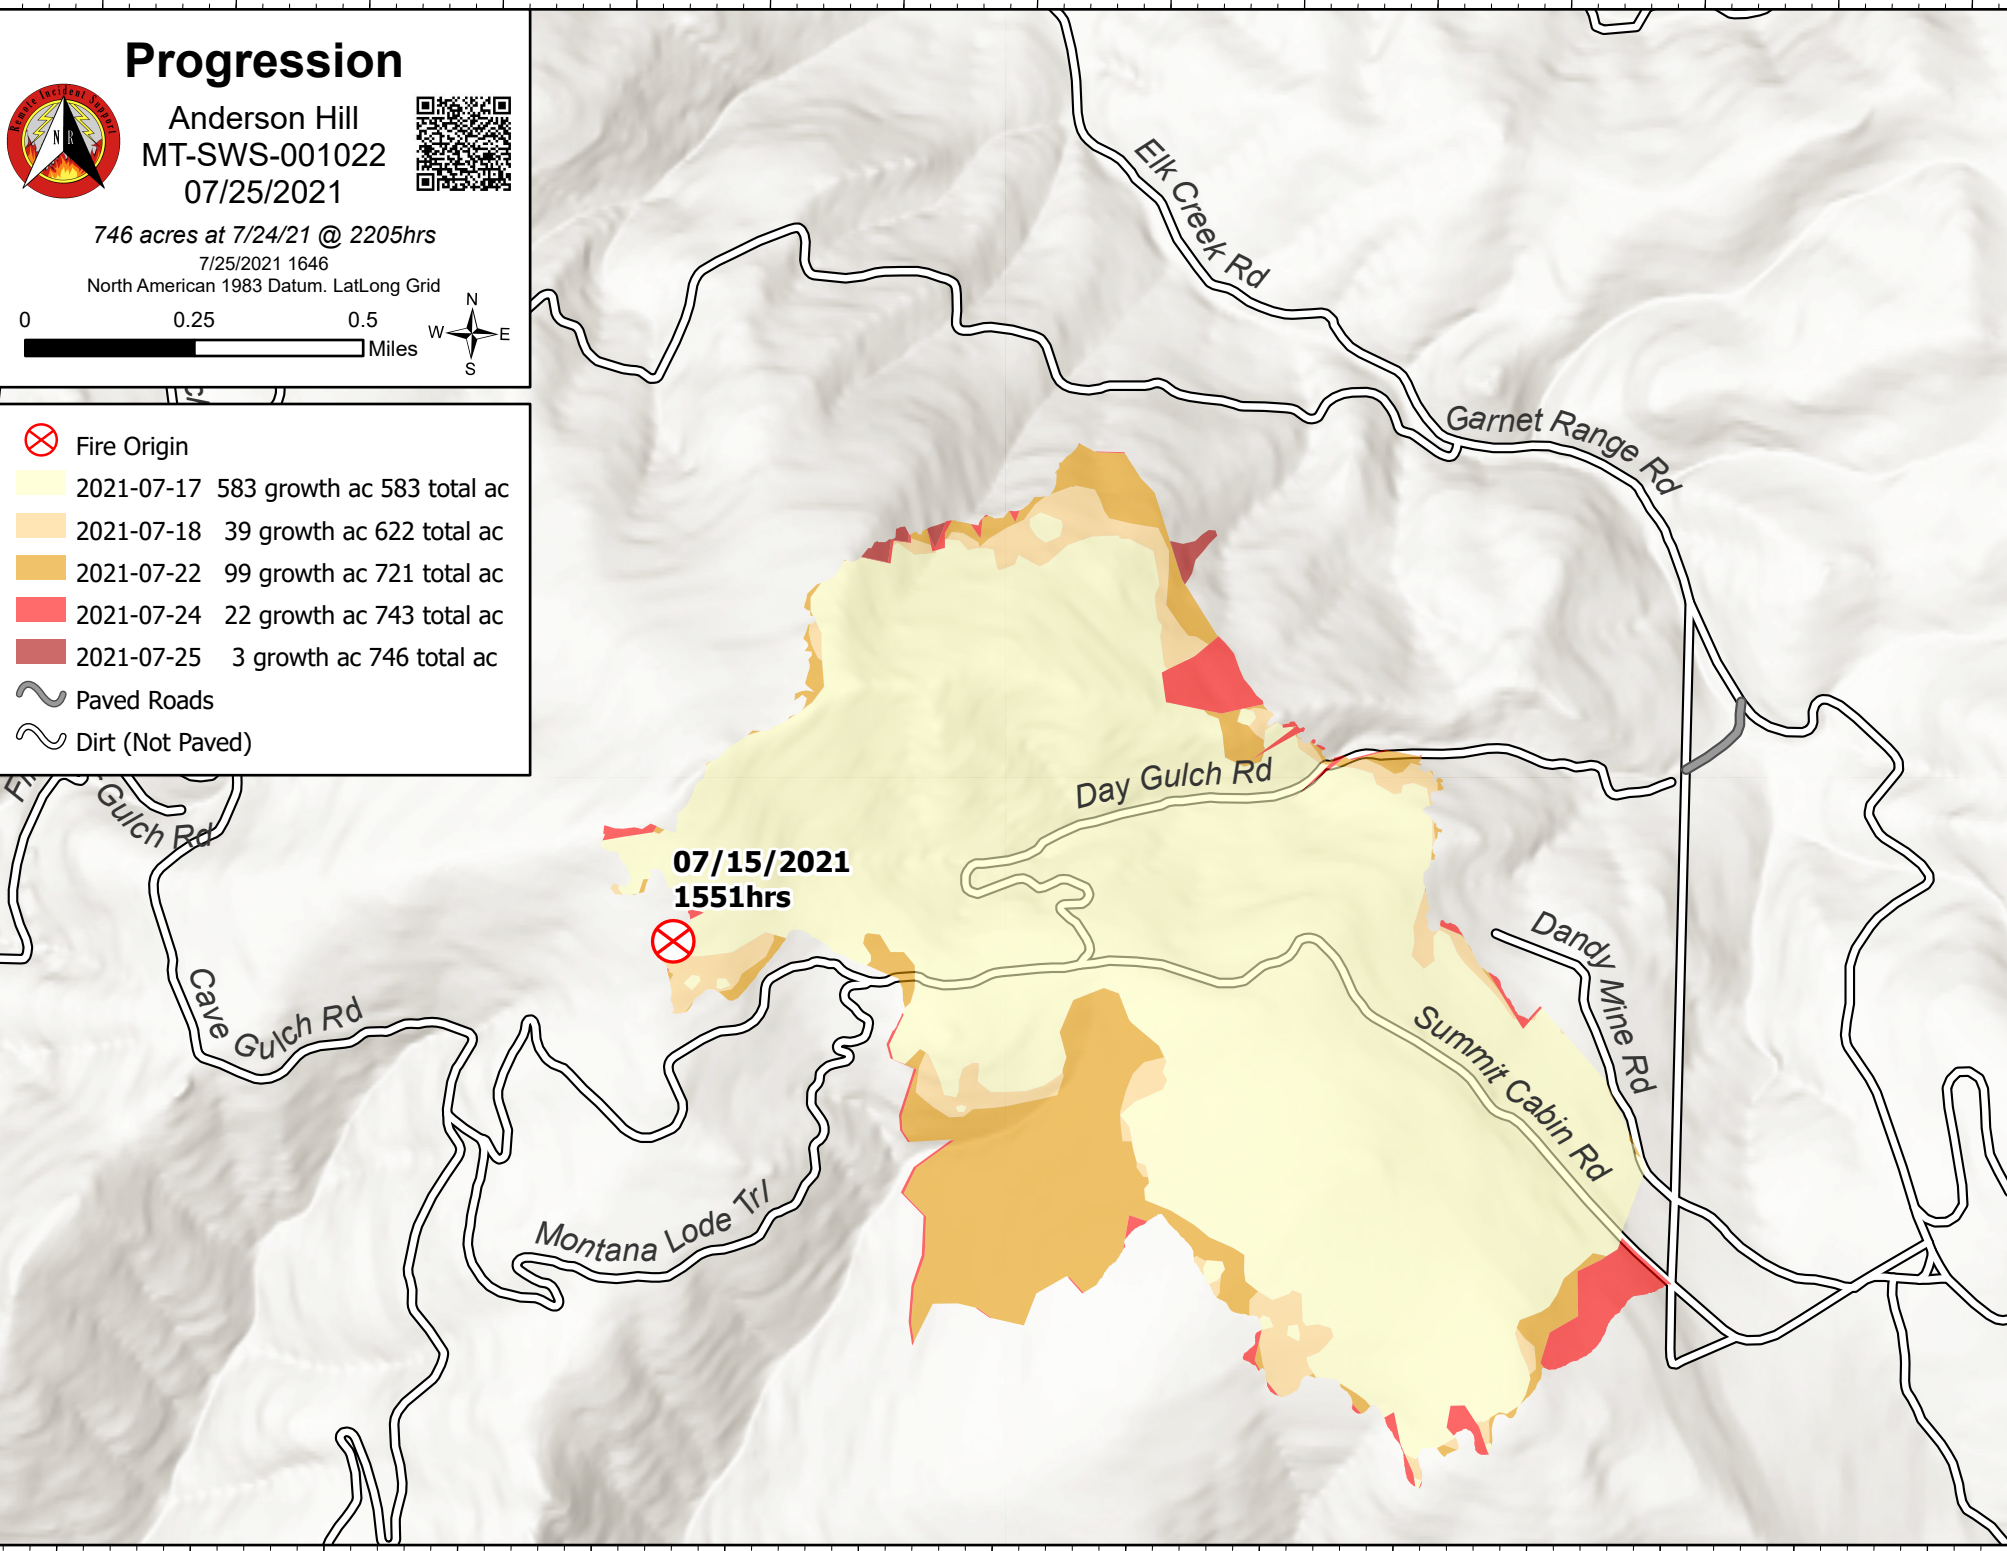 Progression
Remote Incident Support
N R
Anderson Hill
MT-SWS-001022
07/25/2021
746 acres at 7/24/21 @ 2205hrs
7/25/2021 1646
North American 1983 Datum. LatLong Grid
0 0.25 0.5
Miles
N
W E
S
Fire Origin
2021-07-17 583 growth ac 583 total ac
2021-07-18 39 growth ac 622 total ac
2021-07-22 99 growth ac 721 total ac
2021-07-24 22 growth ac 743 total ac
2021-07-25 3 growth ac 746 total ac
Paved Roads
Dirt (Not Paved)
Elk Creek Rd
Garnet Range Rd
Day Gulch Rd
Gulch Rd
07/15/2021
1551hrs
Dandy Mine Rd
Cave Gulch Rd
Summit Cabin Rd
Montana Lode Trl